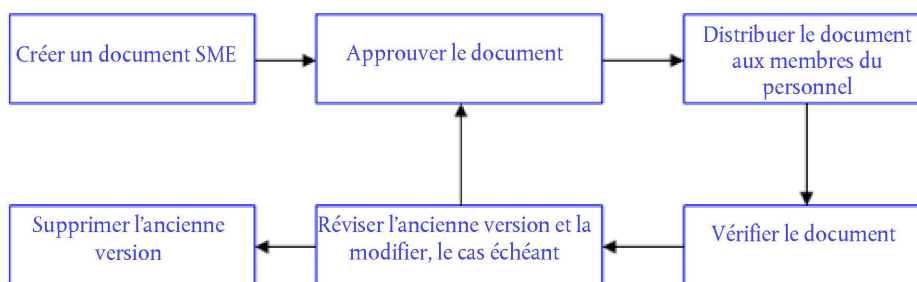 Créer un document SME
Approuver le document
Distribuer le document
aux membres du
personnel
Supprimer l'ancienne
version
Réviser l'ancienne version et la
modifier, le cas échéant
Vérifier le document